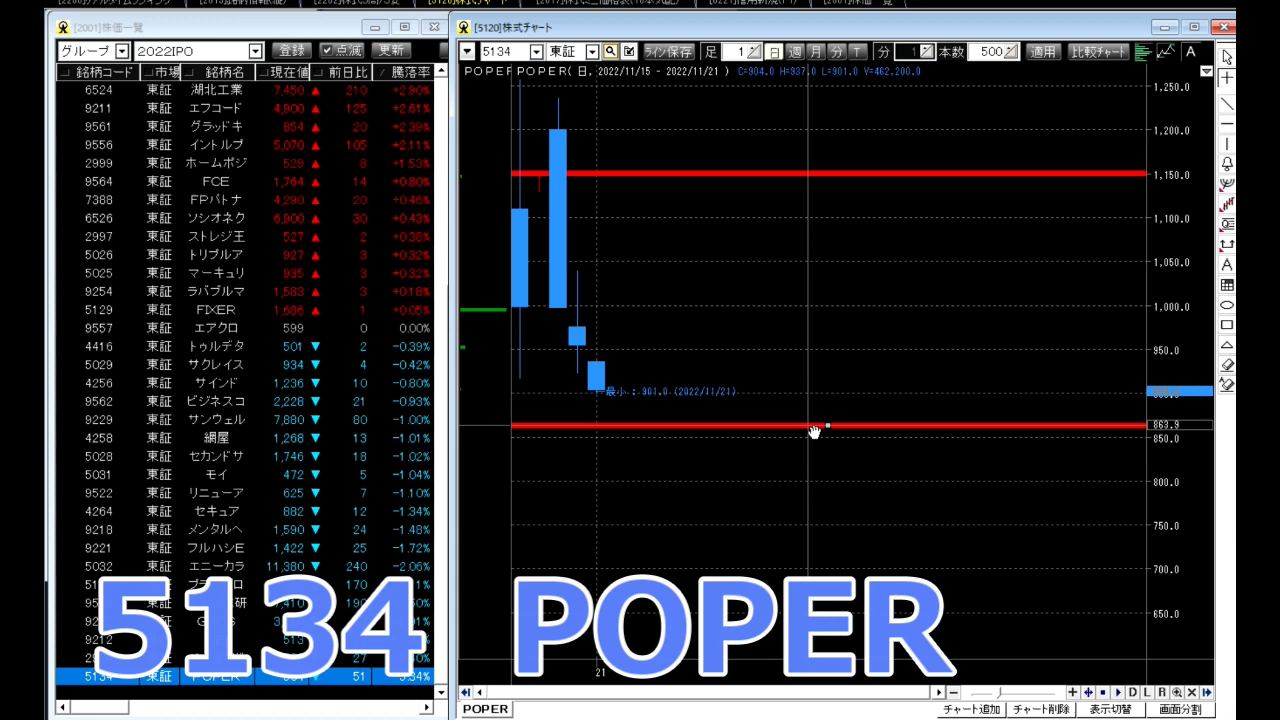 [2001]株価一覧
グループ 2022IPO 登録 点滅 更新
銘柄コード 市場 銘柄名 現在値 前日比 騰落率
6524 東証 湖北工業 7,450 ▲ 210 +2.90%
9211 東証 エフコード 4,900 ▲ 125 +2.61%
9561 東証 グラッドキ 854 ▲ 20 +2.39%
9556 東証 イントループ 5,070 ▲ 105 +2.11%
2999 東証 ホームポジ 529 ▲ 8 +1.53%
9564 東証 FCE 1,764 ▲ 14 +0.80%
7388 東証 FPパトナ 4,290 ▲ 20 +0.46%
6526 東証 ソシオネク 6,900 ▲ 30 +0.43%
2997 東証 ストレジ王 527 ▲ 2 +0.38%
5026 東証 トリプルア 927 ▲ 3 +0.32%
5025 東証 マーキュリ 935 ▲ 3 +0.32%
9254 東証 ラバブルマ 1,583 ▲ 3 +0.18%
5129 東証 FIXER 1,686 ▲ 1 +0.05%
9557 東証 エアクロ 599 0 0.00%
4416 東証 トゥルデタ 501 ▼ 2 -0.39%
5029 東証 サクレイス 934 ▼ 4 -0.42%
4256 東証 サインド 1,236 ▼ 10 -0.80%
9562 東証 ビジネスコ 2,228 ▼ 21 -0.93%
9229 東証 サンウェル 7,880 ▼ 80 -1.00%
4258 東証 網屋 1,268 ▼ 13 -1.01%
5028 東証 セカンドサ 1,746 ▼ 18 -1.02%
5031 東証 モイ 472 ▼ 5 -1.04%
9522 東証 リニューア 625 ▼ 7 -1.10%
4264 東証 セキュア 882 ▼ 12 -1.34%
9218 東証 メンタルヘ 1,590 ▼ 24 -1.48%
9221 東証 フルハシE 1,422 ▼ 25 -1.72%
5032 東証 エニーカラ 11,380 ▼ 240 -2.06%
170
9212
27
5134 東証 POPER 51
[5120]株式チャート
5134 東証 ライン保存 足 1 日 週 月 分 T 分 1 本数 500 適用 比較チャート A
POPER POPER( 日, 2022/11/15 - 2022/11/21 ) C=904.0 H=937.0 L=901.0 V=462,200.0
1,250.0
1,200.0
1,150.0
1,100.0
1,050.0
1,000.0
950.0
最小 : 901.0 (2022/11/21)
863.9
850.0
800.0
750.0
700.0
650.0
21
D L R
POPER チャート追加 チャート削除 表示切替 画面分割
5134 POPER